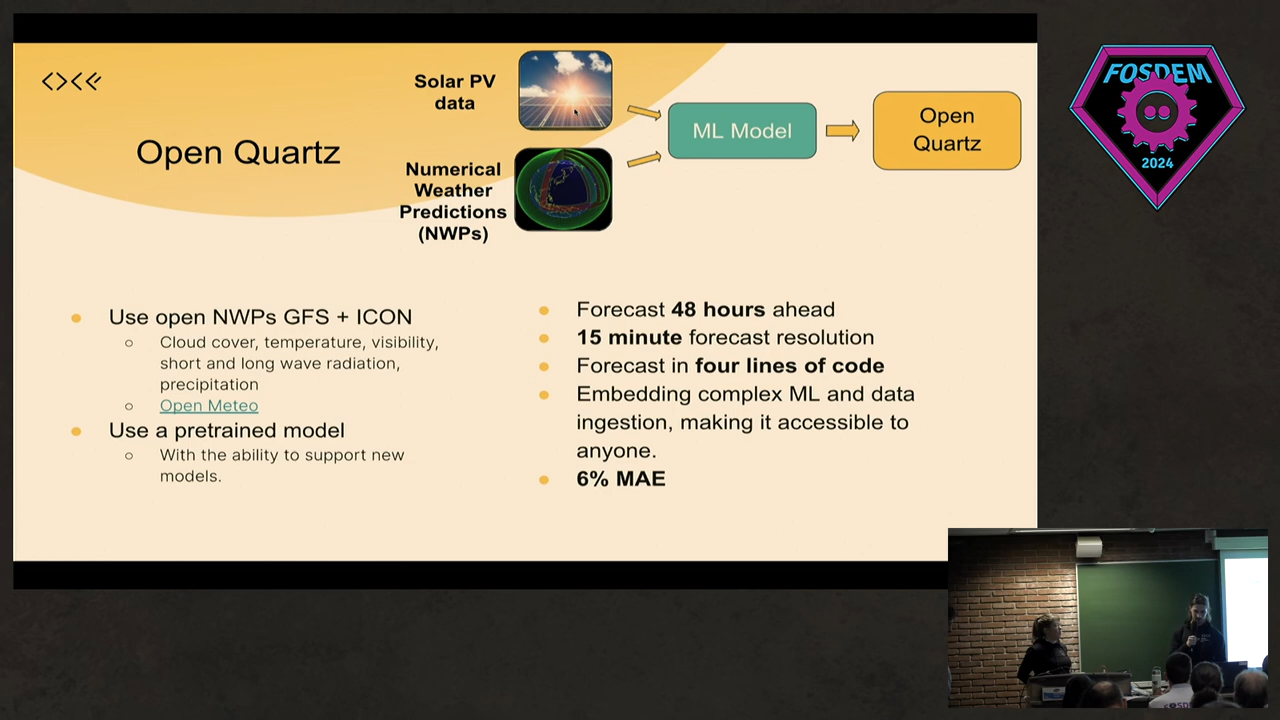 Solar PV
data
Open Quartz
Numerical
Weather
Predictions
(NWPs)
ML Model
Open
Quartz
Use open NWPs GFS + ICON
Cloud cover, temperature, visibility,
short and long wave radiation,
precipitation
Open Meteo
Use a pretrained model
With the ability to support new
models.
Forecast 48 hours ahead
15 minute forecast resolution
Forecast in four lines of code
Embedding complex ML and data
ingestion, making it accessible to
anyone.
6% MAE
FOSDEM
2024
FOSDEM